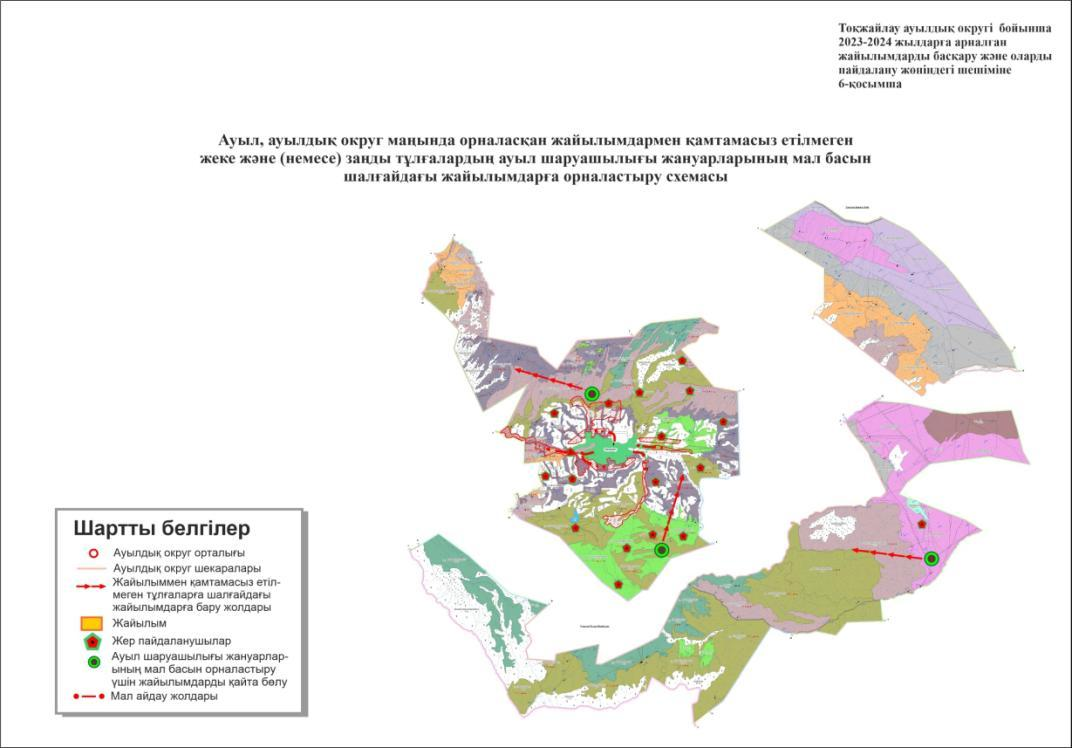 Тоқжайлау ауылдық округі бойынша
2023-2024 жылдарға арналған
жайылымдарды басқару және оларды
пайдалану жөніндегі шешіміне
6-қосымша
Ауыл, ауылдық округ маңында орналасқан жайылымдармен қамтамасыз етілмеген
жеке және (немесе) заңды тұлғалардың ауыл шаруашылығы жануарларының мал басын
шалғайдағы жайылымдарға орналастыру схемасы
Шартты белгілер
Ауылдық округ орталығы
Ауылдық округ шекаралары
Жайылыммен қамтамасыз етіл-
меген тұлғаларға шалғайдағы
жайылымдарға бару жолдары
Жайылым
Жер пайдаланушылар
Ауыл шаруашылығы жануарлар-
ының мал басын орналастыру
үшін жайылымдарды қайта бөлу
Мал айдау жолдары